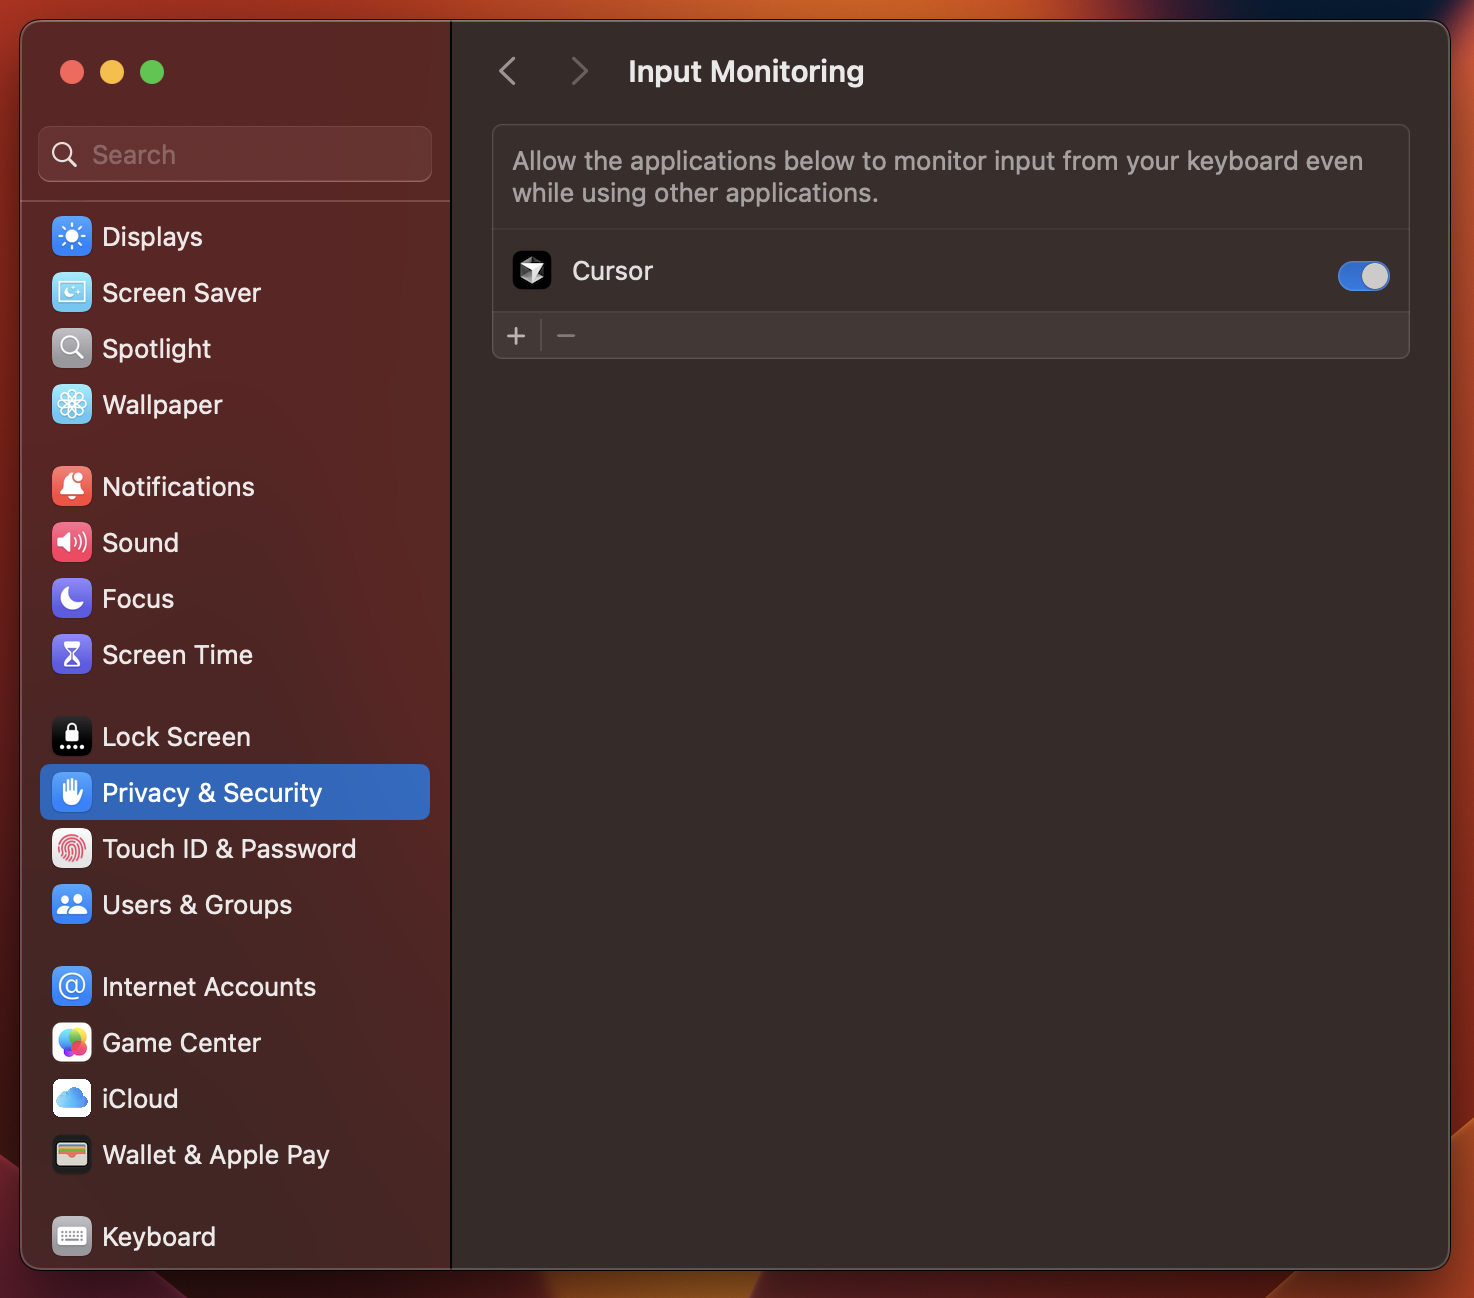 Search
Displays
Screen Saver
Spotlight
Wallpaper
Notifications
Sound
Focus
Screen Time
Lock Screen
Privacy & Security
Touch ID & Password
Users & Groups
Internet Accounts
Game Center
iCloud
Wallet & Apple Pay
Keyboard
Input Monitoring
Allow the applications below to monitor input from your keyboard even
while using other applications.
Cursor